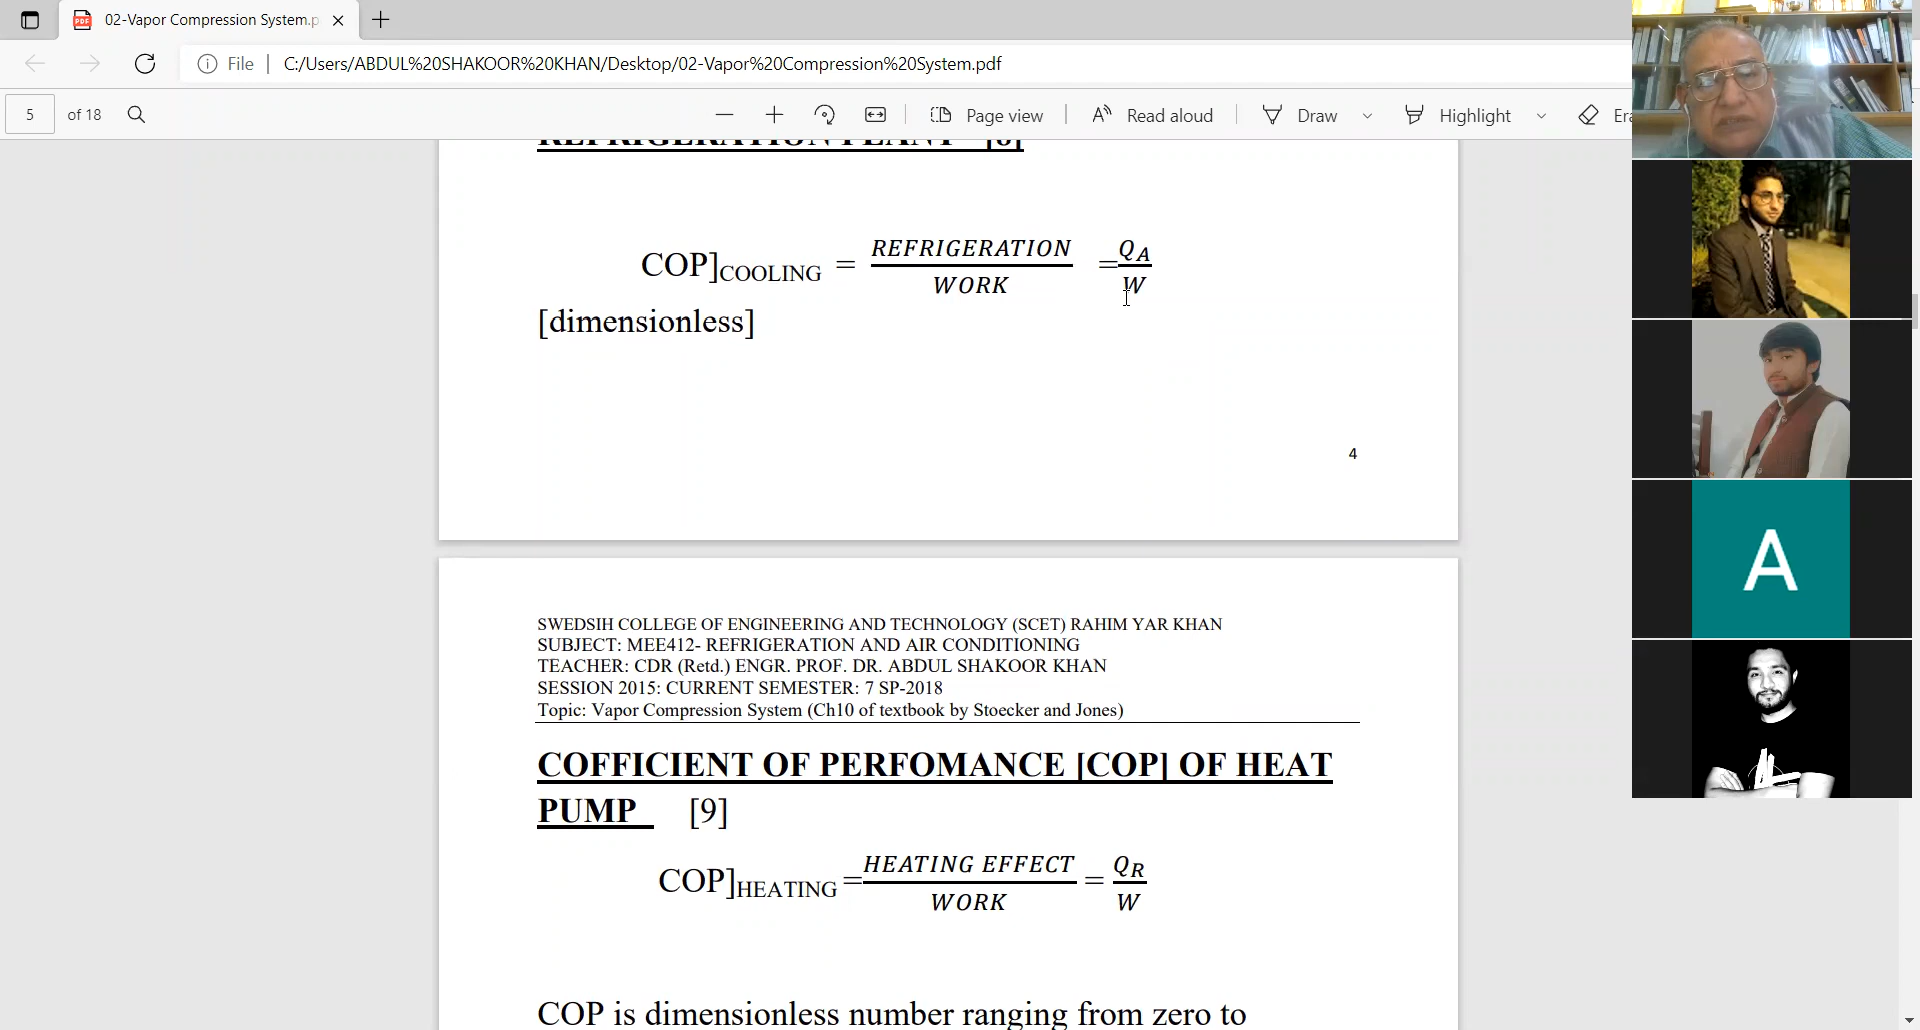 02-Vapor Compression System.p
File | C:/Users/ABDUL%20SHAKOOR%20KHAN/Desktop/02-Vapor%20Compression%20System.pdf
5 of 18 Page view Read aloud Draw Highlight Era
REFRIGERATION PLANT [8]
COP]COOLING = REFRIGERATION/WORK =QA/W
[dimensionless]
4
SWEDSIH COLLEGE OF ENGINEERING AND TECHNOLOGY (SCET) RAHIM YAR KHAN
SUBJECT: MEE412- REFRIGERATION AND AIR CONDITIONING
TEACHER: CDR (Retd.) ENGR. PROF. DR. ABDUL SHAKOOR KHAN
SESSION 2015: CURRENT SEMESTER: 7 SP-2018
Topic: Vapor Compression System (Ch10 of textbook by Stoecker and Jones)
COFFICIENT OF PERFOMANCE [COP] OF HEAT
PUMP [9]
COP]HEATING =HEATING EFFECT/WORK = QR/W
COP is dimensionless number ranging from zero to
A